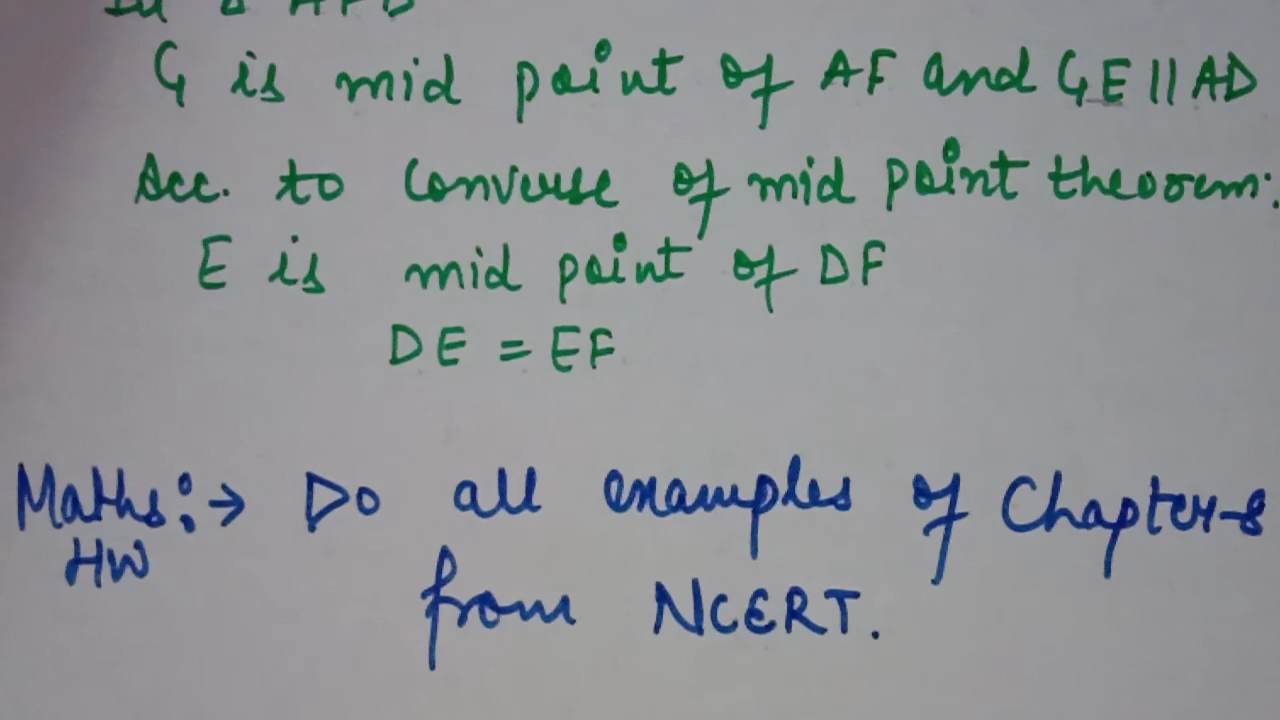 G is mid point of AF and GE || AD
Acc. to converse of mid point theorem:
E is mid point of DF
DE = EF
Maths:→ Do all examples of Chapter-8
HW
from NCERT.